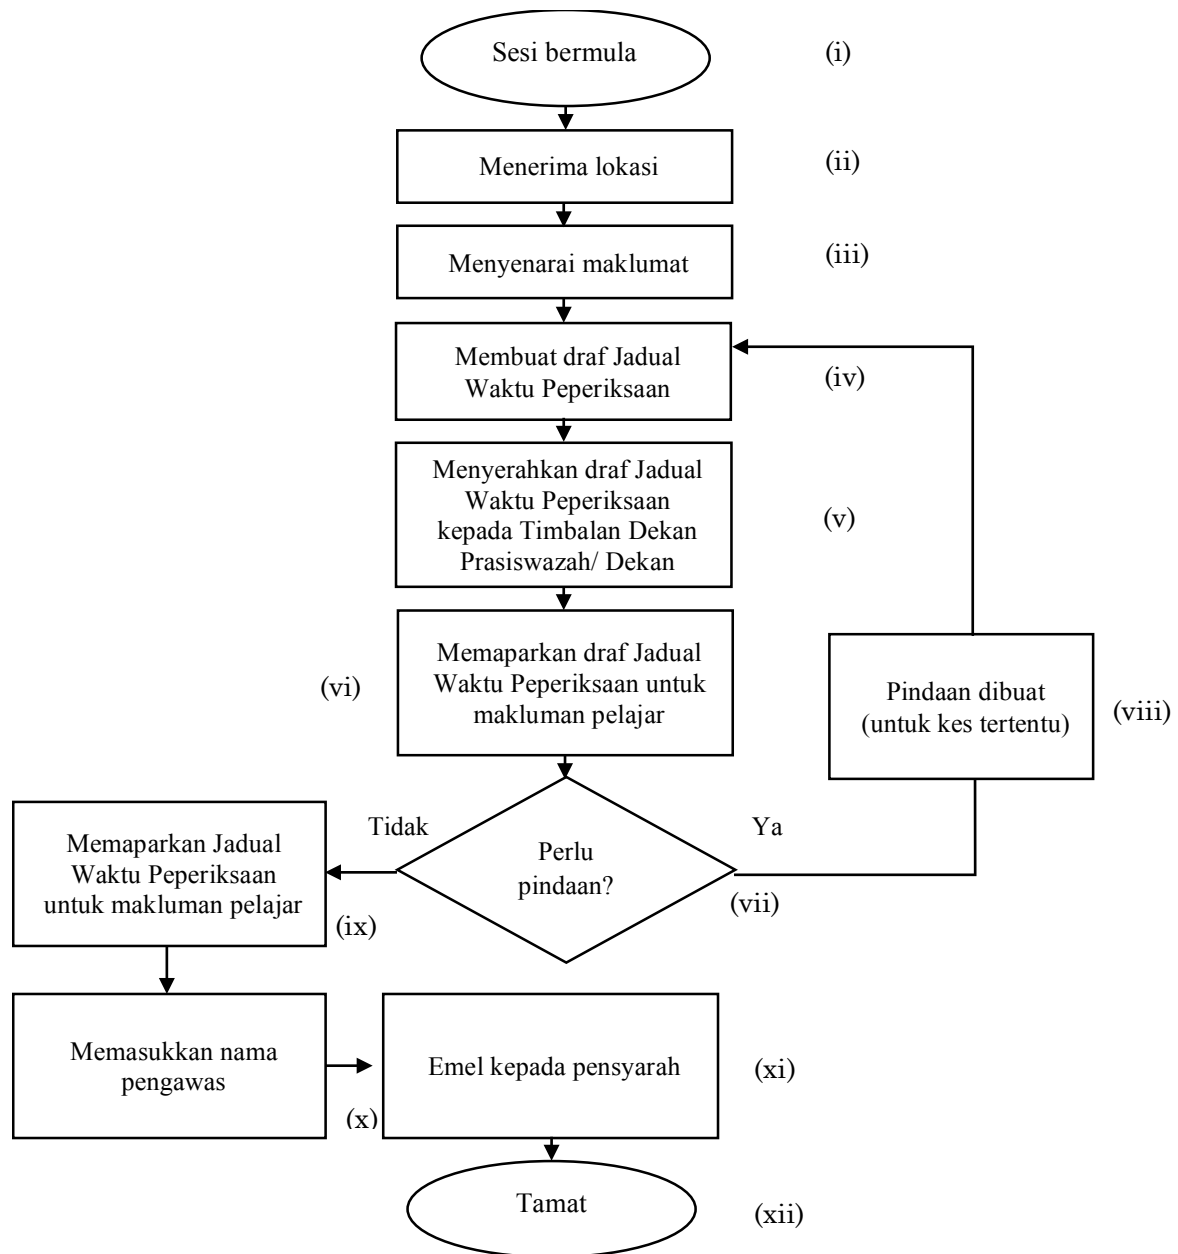 Sesi bermula
(i)
Menerima lokasi
(ii)
Menyenarai maklumat
(iii)
Membuat draf Jadual
Waktu Peperiksaan
(iv)
Menyerahkan draf Jadual
Waktu Peperiksaan
kepada Timbalan Dekan
Prasiswazah/ Dekan
(v)
(vi)
Memaparkan draf Jadual
Waktu Peperiksaan untuk
makluman pelajar
Pindaan dibuat
(untuk kes tertentu)
(viii)
Tidak
Perlu
pindaan?
Ya
(vii)
Memaparkan Jadual
Waktu Peperiksaan
untuk makluman pelajar
(ix)
Memasukkan nama
pengawas
(x)
Emel kepada pensyarah
(xi)
Tamat
(xii)